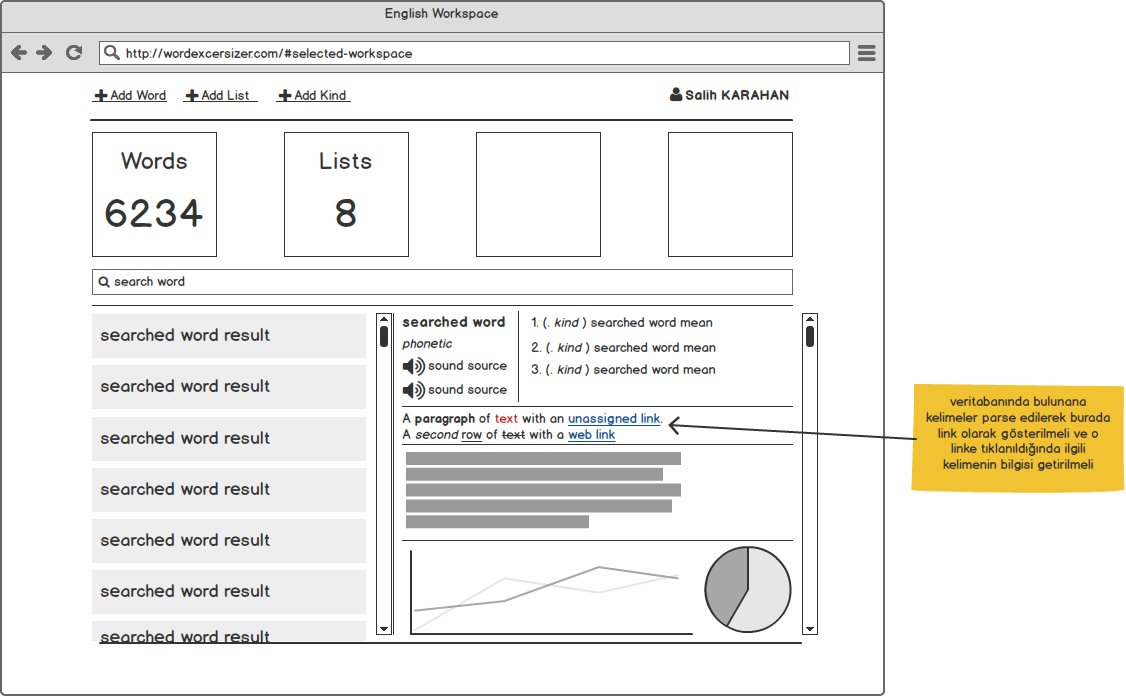 English Workspace
http://wordexcersizer.com/#selected-workspace
Add Word Add List Add Kind Salih KARAHAN
Words Lists
6234 8
search word
searched word result
searched word result
searched word result
searched word result
searched word result
searched word result
searched word result
searched word
phonetic
sound source
sound source
1. (. kind ) searched word mean
2. (. kind ) searched word mean
3. (. kind ) searched word mean
A paragraph of text with an unassigned link.
A second row of text with a web link
veritabanında bulunana
kelimeler parse edilerek burada
link olarak gösterilmeli ve o
linke tıklanıldığında ilgili
kelimenin bilgisi getirilmeli